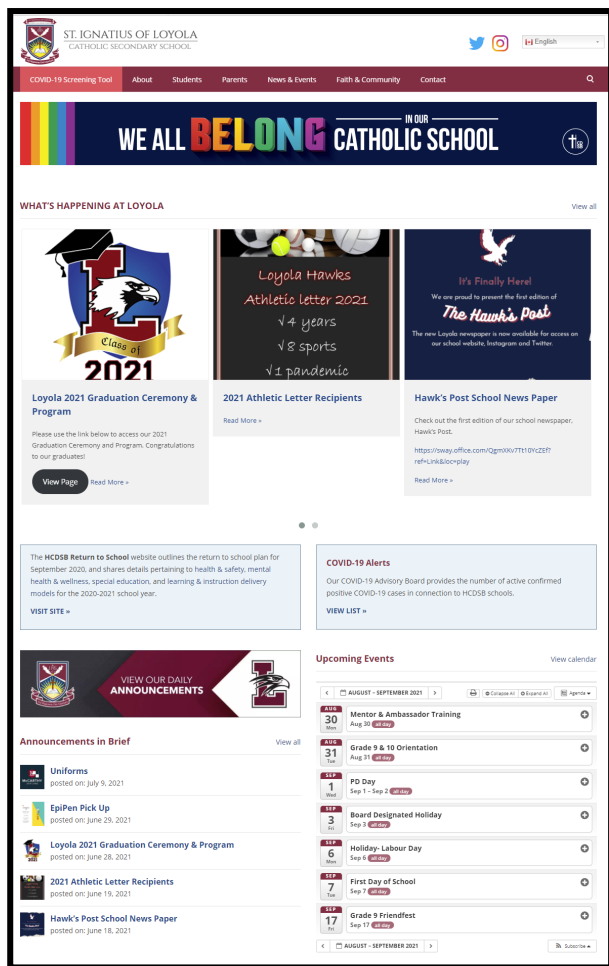 ST. IGNATIUS OF LOYOLA
CATHOLIC SECONDARY SCHOOL
English
COVID-19 Screening Tool About Students Parents News & Events Faith & Community Contact
WE ALL BELONG IN OUR CATHOLIC SCHOOL
WHAT'S HAPPENING AT LOYOLA
View all
Class of
2021
Loyola 2021 Graduation Ceremony &
Program
Please use the link below to access our 2021
Graduation Ceremony and Program. Congratulations
to our graduates!
View Page Read More »
Loyola Hawks
Athletic letter 2021
√ 4 years
√ 8 sports
√ 1 pandemic
2021 Athletic Letter Recipients
Read More »
It's Finally Here!
We are proud to present the first edition of
The Hawk's Post
The new Loyola newspaper is now available for access on
our school website, Instagram and Twitter.
Hawk's Post School News Paper
Check out the first edition of our school newspaper,
Hawk's Post.
https://sway.office.com/QgmXKv7Tt10YcZEf?
ref=Link&loc=play
Read More »
The HCDSB Return to School website outlines the return to school plan for
September 2020, and shares details pertaining to health & safety, mental
health & wellness, special education, and learning & instruction delivery
models for the 2020-2021 school year.
VISIT SITE »
COVID-19 Alerts
Our COVID-19 Advisory Board provides the number of active confirmed
positive COVID-19 cases in connection to HCDSB schools.
VIEW LIST »
VIEW OUR DAILY
ANNOUNCEMENTS
Announcements in Brief
View all
Uniforms
posted on: July 9, 2021
EpiPen Pick Up
posted on: June 29, 2021
Loyola 2021 Graduation Ceremony & Program
posted on: June 28, 2021
2021 Athletic Letter Recipients
posted on: June 19, 2021
Hawk's Post School News Paper
posted on: June 18, 2021
Upcoming Events
View calendar
AUGUST – SEPTEMBER 2021
Collapse All Expand All Agenda
AUG
30
Mon
Mentor & Ambassador Training
Aug 30 all day
AUG
31
Tue
Grade 9 & 10 Orientation
Aug 31 all day
SEP
1
Wed
PD Day
Sep 1 – Sep 2 all day
SEP
3
Fri
Board Designated Holiday
Sep 3 all day
SEP
6
Mon
Holiday- Labour Day
Sep 6 all day
SEP
7
Tue
First Day of School
Sep 7 all day
SEP
17
Fri
Grade 9 Friendfest
Sep 17 all day
AUGUST – SEPTEMBER 2021
Subscribe